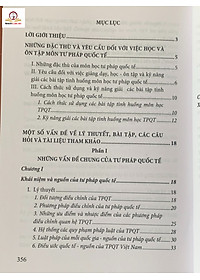 MỤC LỤC
LỜI GIỚI THIỆU 3
NHỮNG ĐẶC THÙ VÀ YÊU CẦU ĐỐI VỚI VIỆC HỌC VÀ
ÔN TẬP MÔN TƯ PHÁP QUỐC TẾ
I. Những đặc thù của môn học tư pháp quốc tế
II. Yêu cầu đối với việc giảng dạy, học - ôn tập và kỹ năng
giải các bài tập tình huống môn học tư pháp quốc tế
III. Cách thức sử dụng và kỹ năng giải các bài tập tình
huống môn học tư pháp quốc tế
1. Cách thức sử dụng các bài tập tình huống môn học
TPQT
2. Kỹ năng giải các bài tập tình huống môn học
TPQT 12
MỘT SỐ VẤN ĐỀ VỀ LÝ THUYẾT, BÀI TẬP, CÁC CÂU
HỎI VÀ TÀI LIỆU THAM KHẢO 18
Phần I
NHỮNG VẤN ĐỀ CHUNG CỦA TƯ PHÁP QUỐC TẾ
Chương I
Khái niệm và nguồn của tư pháp quốc tế 18
I. Lý thuyết 18
1. Đối tượng điều chỉnh của TPQT 18
2. Phương pháp điều chỉnh của tư pháp quốc tế
3. Những ưu điểm và nhược điểm của các phương pháp
điều chỉnh quan hệ TPQT
4. Hệ thống các quy phạm pháp luật của TPQT
5. Luật pháp của mỗi quốc gia - nguồn của tư pháp quốc tế 30
6. Điều ước quốc tế - nguồn của TPQT Việt Nam
356